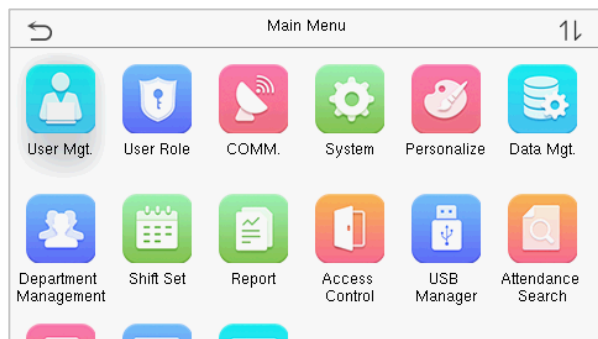 Main Menu
User Mgt.
User Role
COMM.
System
Personalize
Data Mgt.
Department
Management
Shift Set
Report
Access
Control
USB
Manager
Attendance
Search